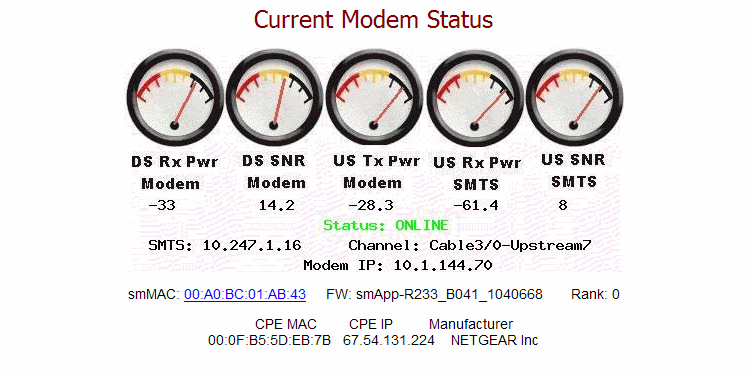 Current Modem Status
DS Rx Pwr DS SNR US Tx Pwr US Rx Pwr US SNR
Modem Modem Modem SMTS SMTS
-33 14.2 -28.3 -61.4 8
Status: ONLINE
SMTS: 10.247.1.16 Channel: Cable3/0-Upstream7
Modem IP: 10.1.144.70
smMAC: 00:A0:BC:01:AB:43 FW: smApp-R233_B041_1040668 Rank: 0
CPE MAC CPE IP Manufacturer
00:0F:B5:5D:EB:7B 67.54.131.224 NETGEAR Inc